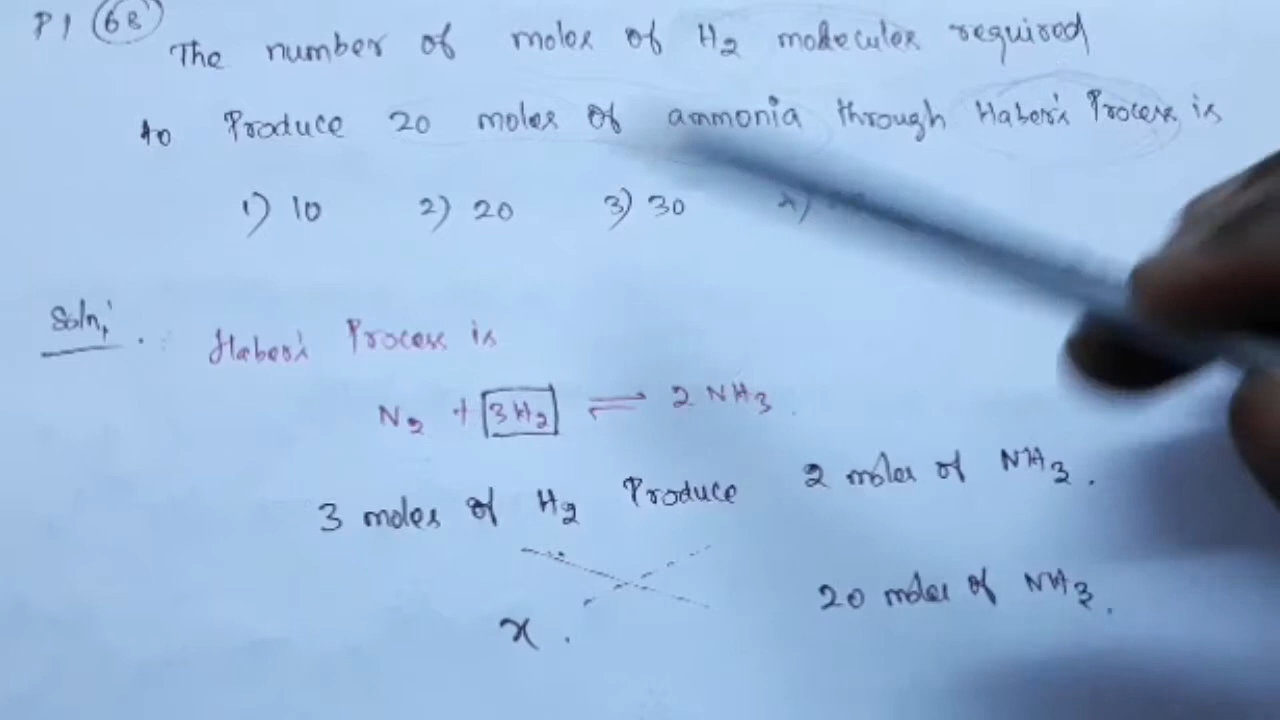 P1 68
The number of moles of H2 molecules required
to Produce 20 moles of ammonia through Haber's Process is
1) 10 2) 20 3) 30
Soln,
Haber's Process is
N2 + 3H2 ⇌ 2 NH3.
3 moles of H2 Produce 2 moles of NH3.
x. 20 moles of NH3.